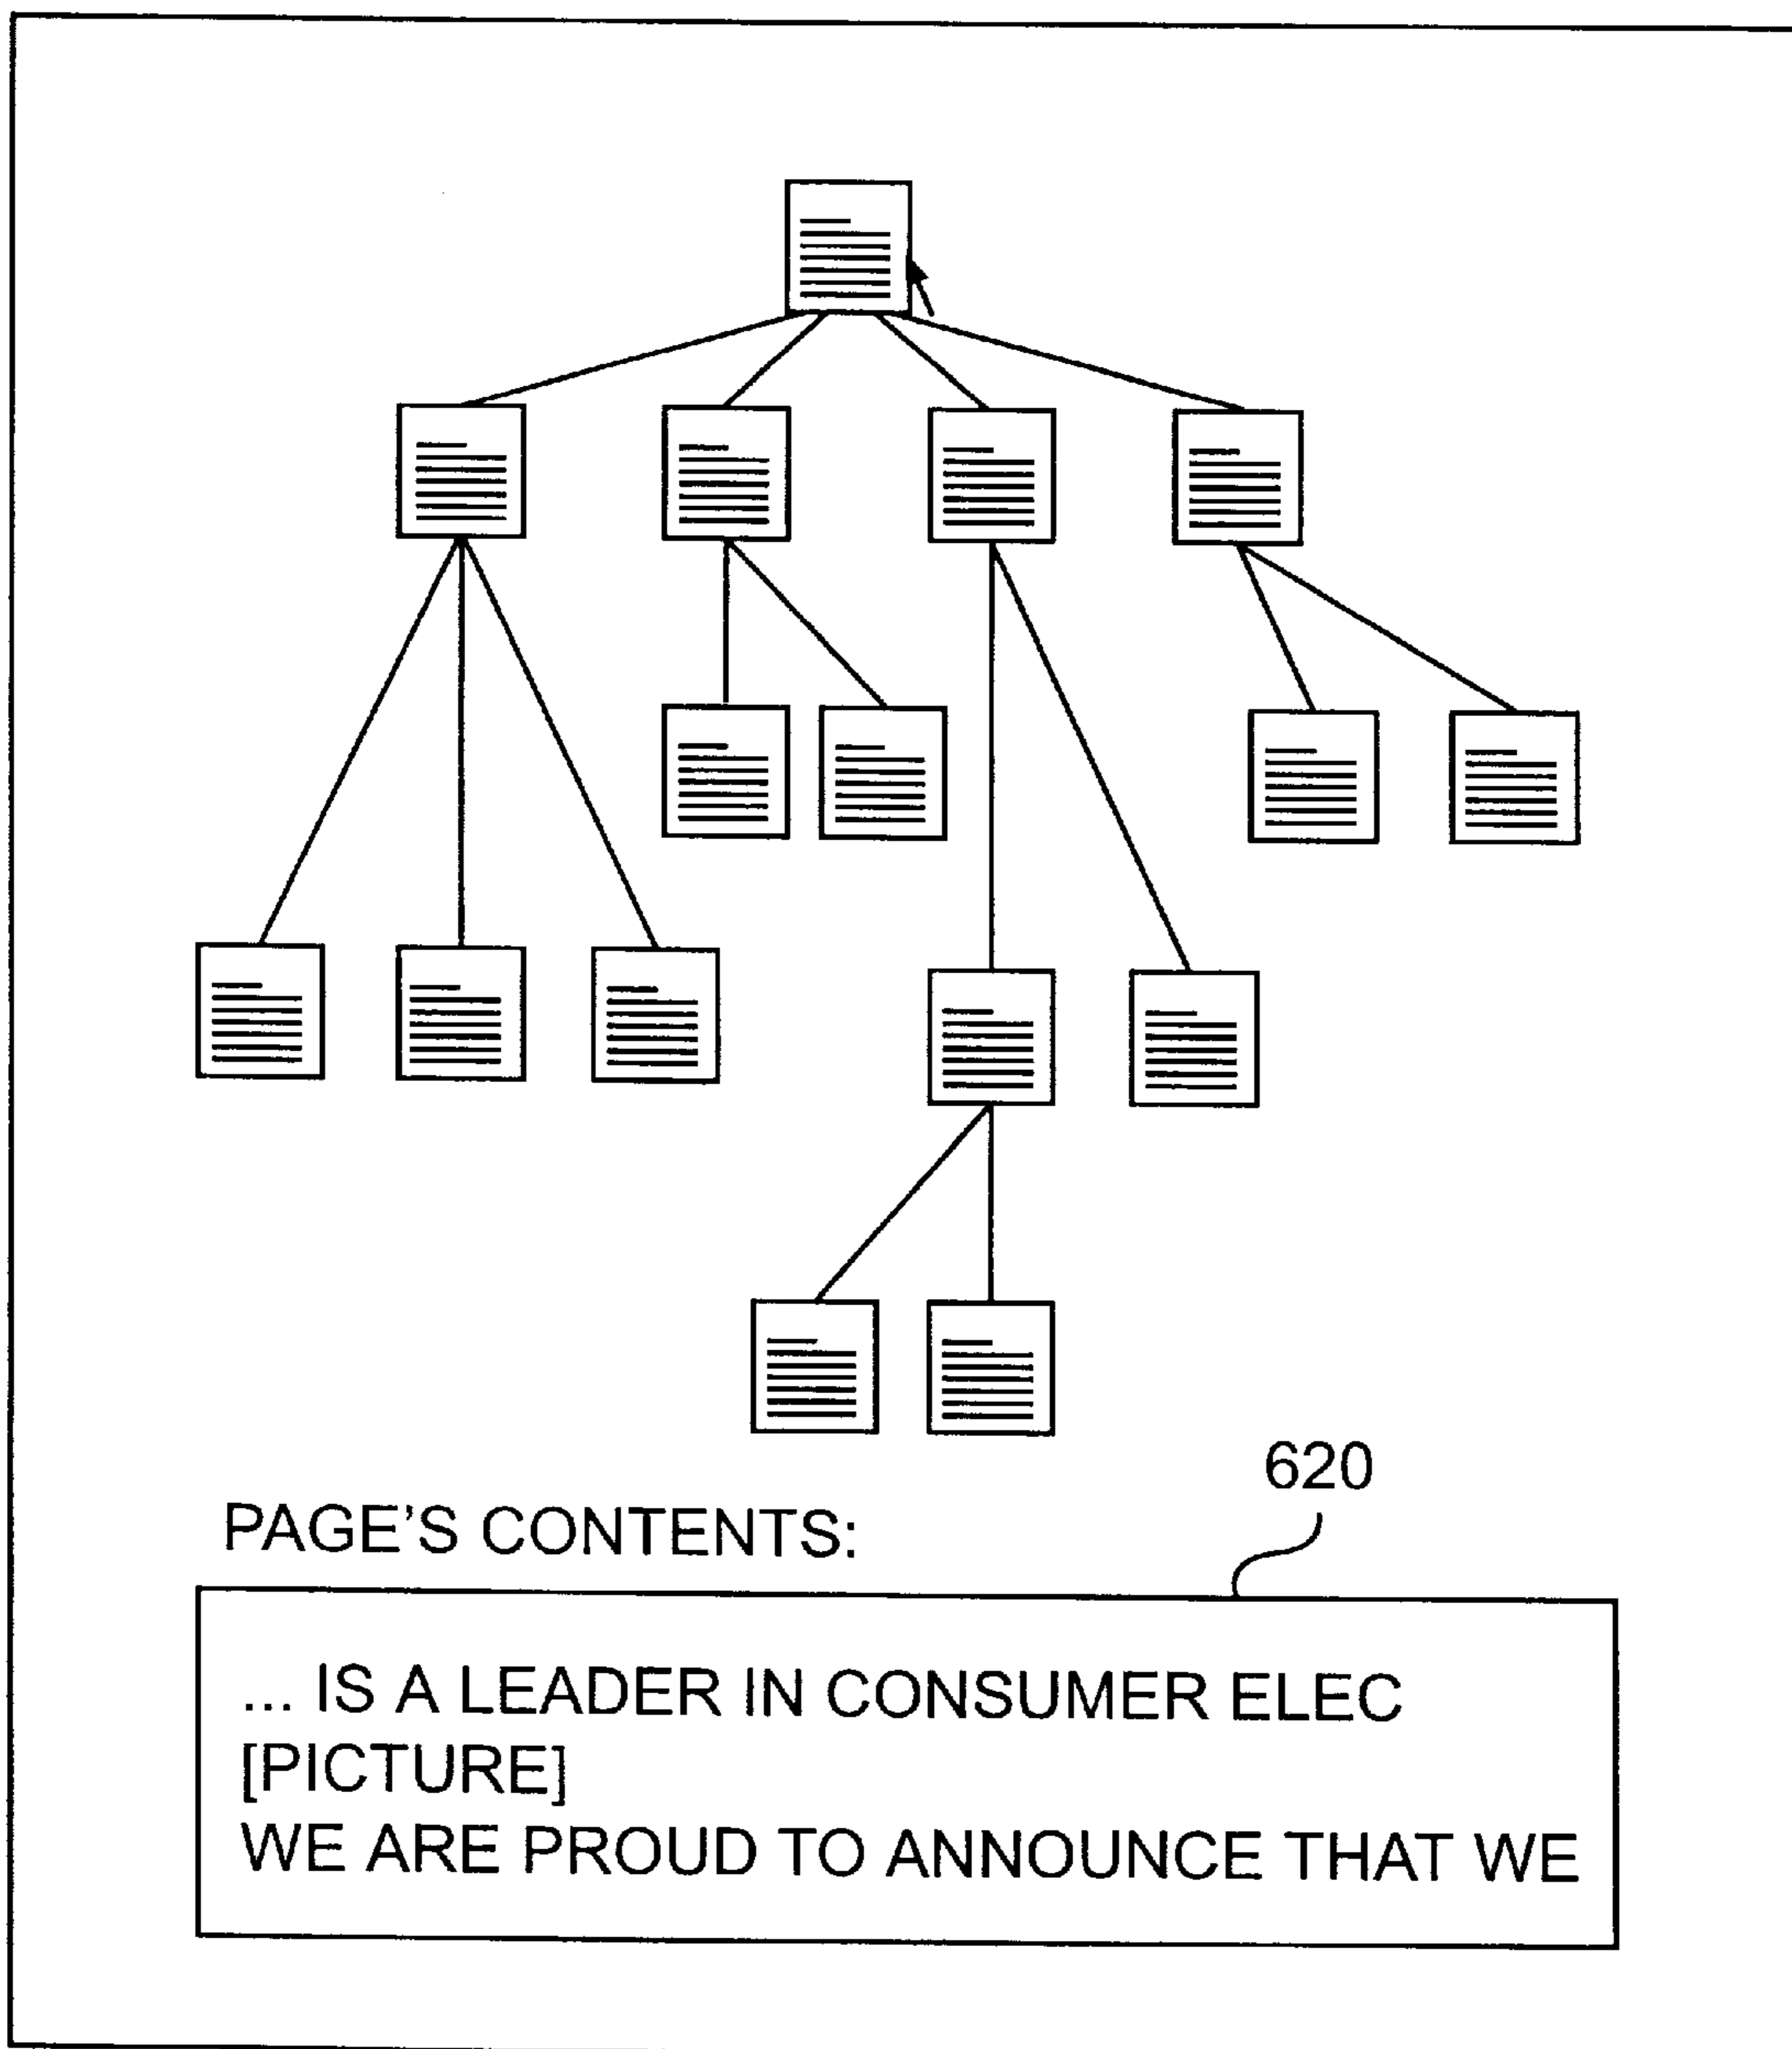 620
PAGE'S CONTENTS:
... IS A LEADER IN CONSUMER ELEC
[PICTURE]
WE ARE PROUD TO ANNOUNCE THAT WE